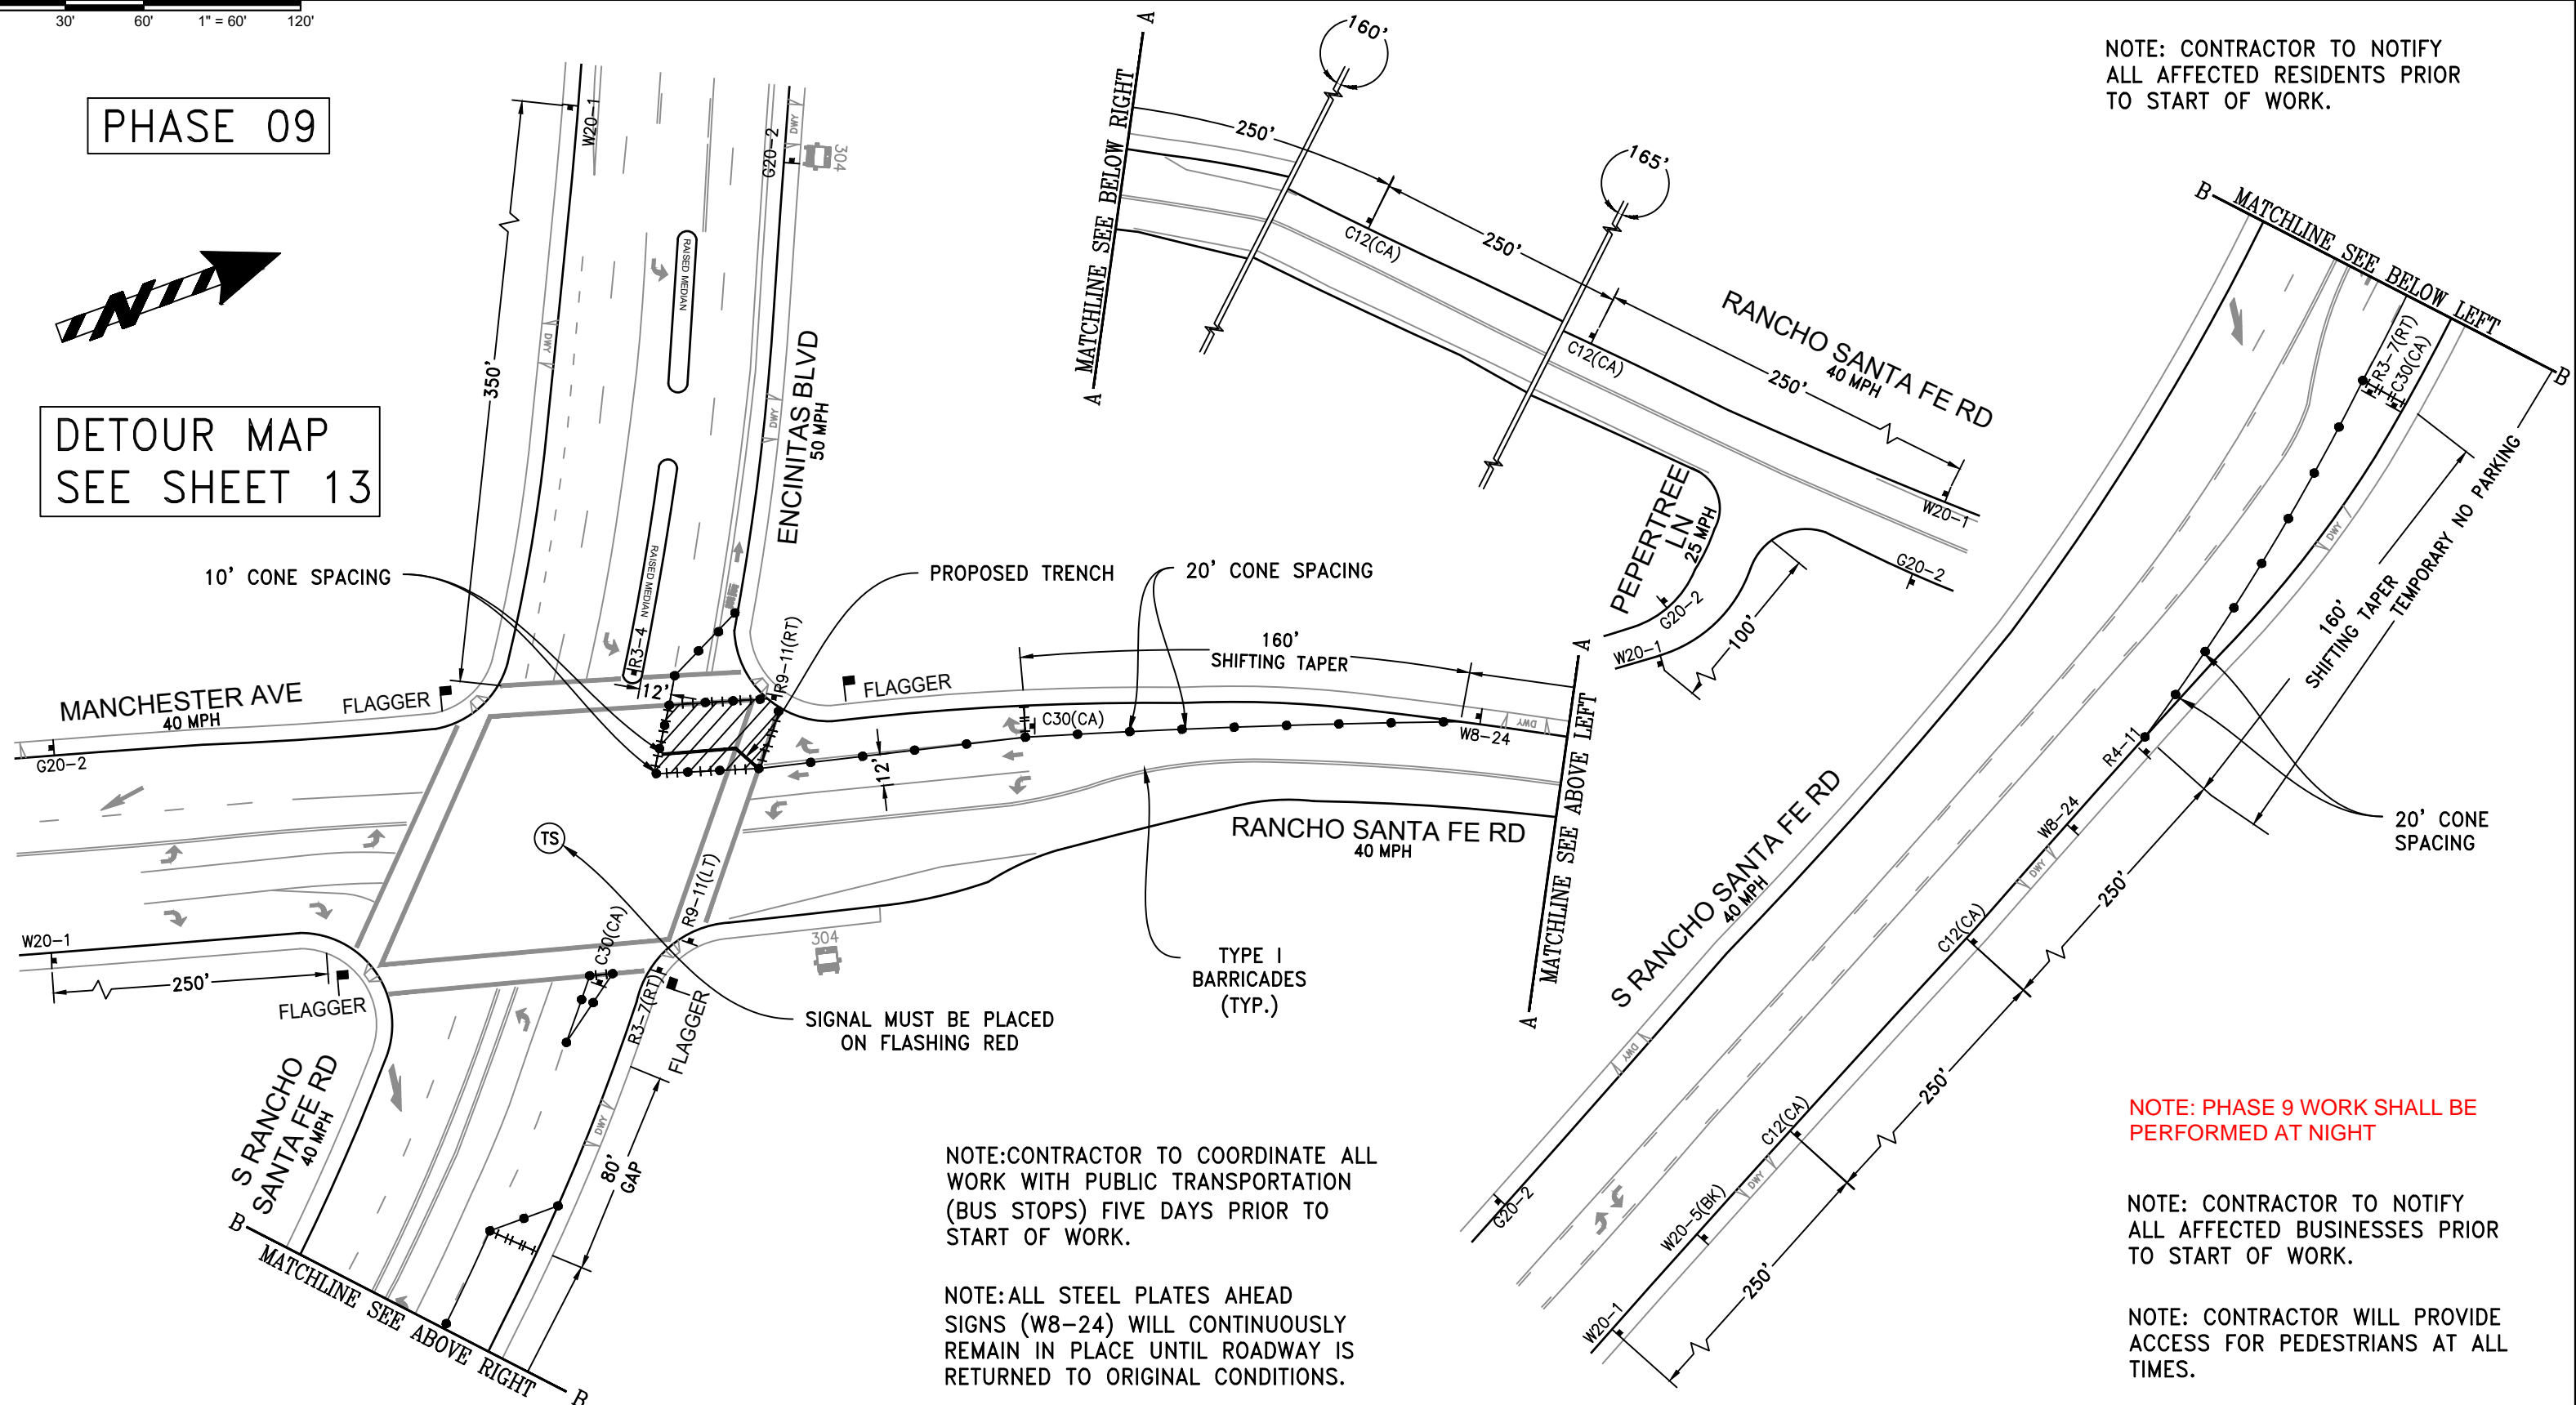 30'
60'
1" = 60'
120'
PHASE 09
N
DETOUR MAP
SEE SHEET 13
350'
W20-1
G20-2
DWY
304
RAISED MEDIAN
DWY
DWY
ENCINITAS BLVD
50 MPH
RAISED MEDIAN
R3-4
10' CONE SPACING
PROPOSED TRENCH
20' CONE SPACING
R9-11(RT)
160'
SHIFTING TAPER
MANCHESTER AVE
40 MPH
FLAGGER
12'
FLAGGER
C30(CA)
W8-24
DWY
G20-2
12'
TS
RANCHO SANTA FE RD
40 MPH
R9-11(LT)
W20-1
250'
FLAGGER
C30(CA)
304
R3-7(RT)
FLAGGER
TYPE I
BARRICADES
(TYP.)
SIGNAL MUST BE PLACED
ON FLASHING RED
S RANCHO
SANTA FE RD
40 MPH
DWY
80'
GAP
B
MATCHLINE SEE ABOVE RIGHT
B
A
MATCHLINE SEE ABOVE LEFT
A
A
MATCHLINE SEE BELOW RIGHT
A
160'
250'
C12(CA)
165'
250'
C12(CA)
RANCHO SANTA FE RD
40 MPH
250'
W20-1
PEPERTREE
LN
25 MPH
G20-2
W20-1
100'
G20-2
NOTE: CONTRACTOR TO NOTIFY
ALL AFFECTED RESIDENTS PRIOR
TO START OF WORK.
B
MATCHLINE SEE BELOW LEFT
B
R3-7(RT)
C30(CA)
DWY
160'
SHIFTING TAPER
TEMPORARY NO PARKING
R4-11
20' CONE
SPACING
W8-24
DWY
250'
C12(CA)
S RANCHO SANTA FE RD
40 MPH
250'
DWY
C12(CA)
DWY
W20-5(BK)
G20-2
250'
W20-1
NOTE:CONTRACTOR TO COORDINATE ALL
WORK WITH PUBLIC TRANSPORTATION
(BUS STOPS) FIVE DAYS PRIOR TO
START OF WORK.
NOTE:ALL STEEL PLATES AHEAD
SIGNS (W8-24) WILL CONTINUOUSLY
REMAIN IN PLACE UNTIL ROADWAY IS
RETURNED TO ORIGINAL CONDITIONS.
NOTE: PHASE 9 WORK SHALL BE
PERFORMED AT NIGHT
NOTE: CONTRACTOR TO NOTIFY
ALL AFFECTED BUSINESSES PRIOR
TO START OF WORK.
NOTE: CONTRACTOR WILL PROVIDE
ACCESS FOR PEDESTRIANS AT ALL
TIMES.